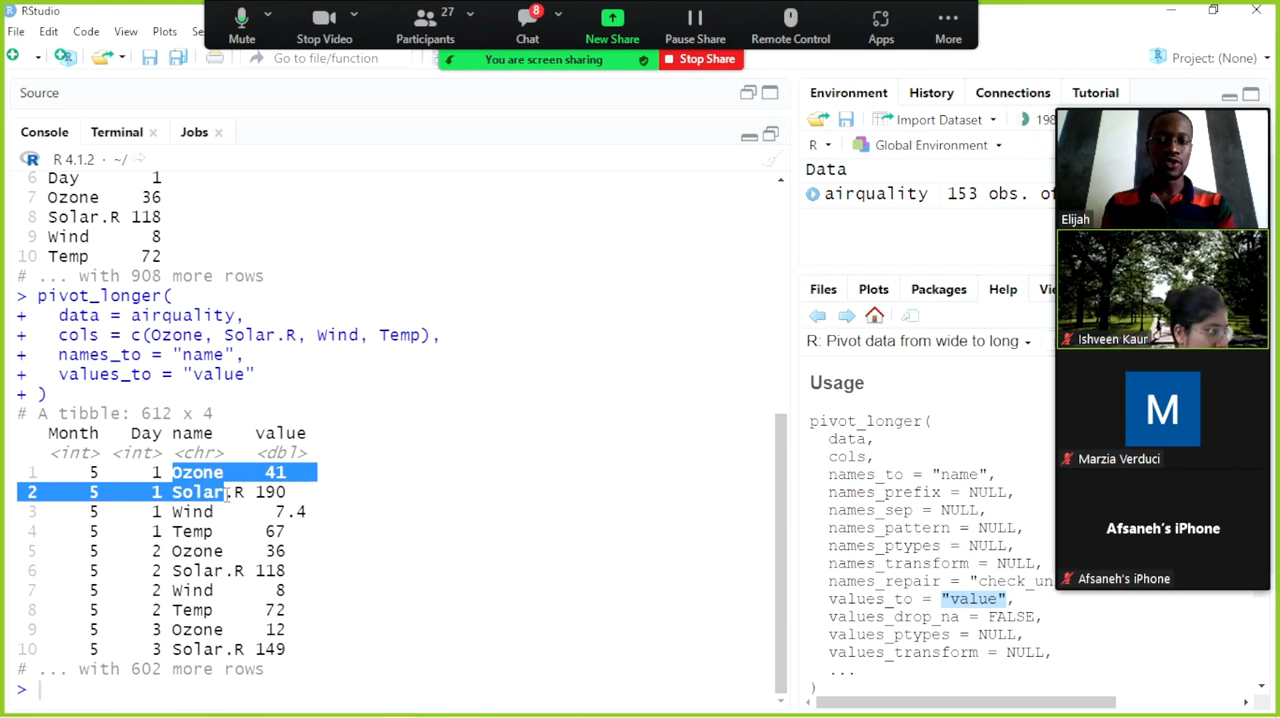 RStudio
File Edit Code View Plots Se
Mute
Stop Video
27
Participants
8
Chat
New Share
Pause Share
Remote Control
Apps
More
You are screen sharing
Stop Share
Go to file/function
Project: (None)
Source
Console Terminal Jobs
R 4.1.2 · ~/
6 Day 1
7 Ozone 36
8 Solar.R 118
9 Wind 8
10 Temp 72
# ... with 908 more rows
> pivot_longer(
+ data = airquality,
+ cols = c(Ozone, Solar.R, Wind, Temp),
+ names_to = "name",
+ values_to = "value"
+ )
# A tibble: 612 x 4
Month Day name value
<int> <int> <chr> <dbl>
1 5 1 Ozone 41
2 5 1 Solar.R 190
3 5 1 Wind 7.4
4 5 1 Temp 67
5 5 2 Ozone 36
6 5 2 Solar.R 118
7 5 2 Wind 8
8 5 2 Temp 72
9 5 3 Ozone 12
10 5 3 Solar.R 149
# ... with 602 more rows
>
Environment History Connections Tutorial
Import Dataset 198
R Global Environment
Data
airquality 153 obs. of
Files Plots Packages Help Vi
R: Pivot data from wide to long
Usage
pivot_longer(
data,
cols,
names_to = "name",
names_prefix = NULL,
names_sep = NULL,
names_pattern = NULL,
names_ptypes = NULL,
names_transform = NULL,
names_repair = "check_un
values_to = "value",
values_drop_na = FALSE,
values_ptypes = NULL,
values_transform = NULL,
...
)
Elijah
Ishveen Kaur
M
Marzia Verduci
Afsaneh's iPhone
Afsaneh's iPhone